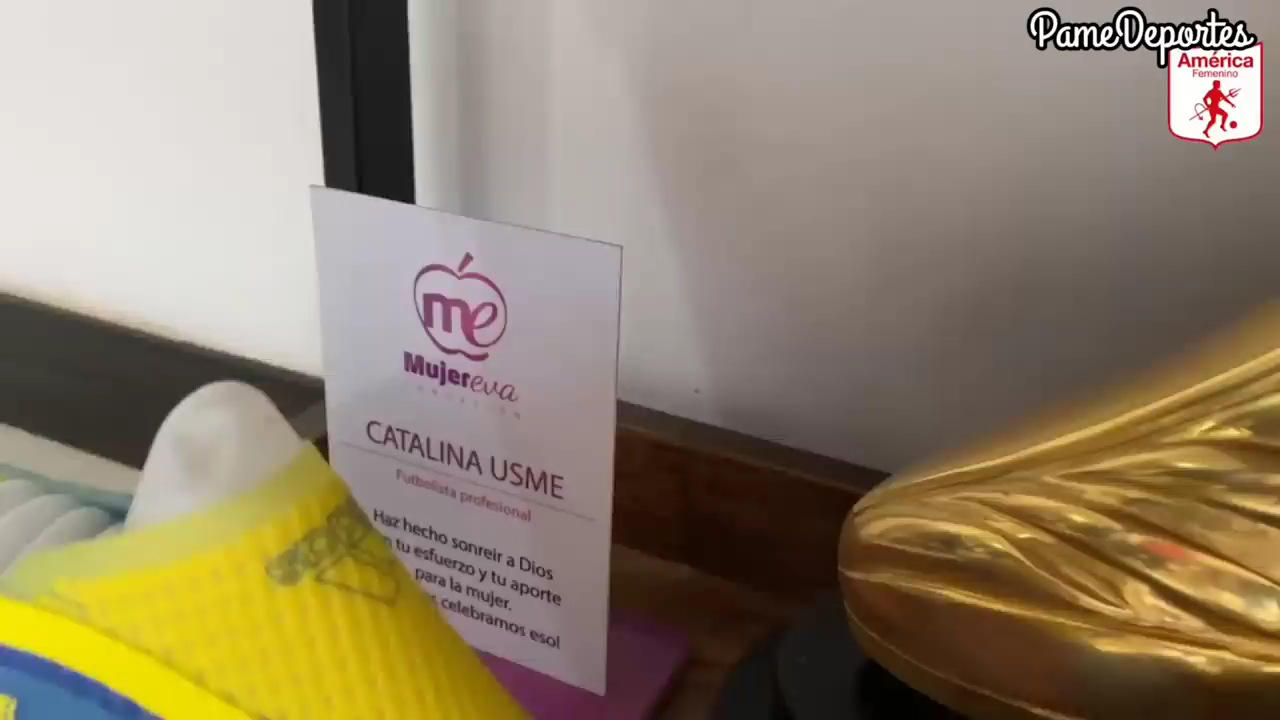 PameDeportes
América
Femenino
me
Mujereva
CATALINA USME
Futbolista profesional
Haz hecho sonreir a Dios
tu esfuerzo y tu aporte
para la mujer.
celebramos eso!